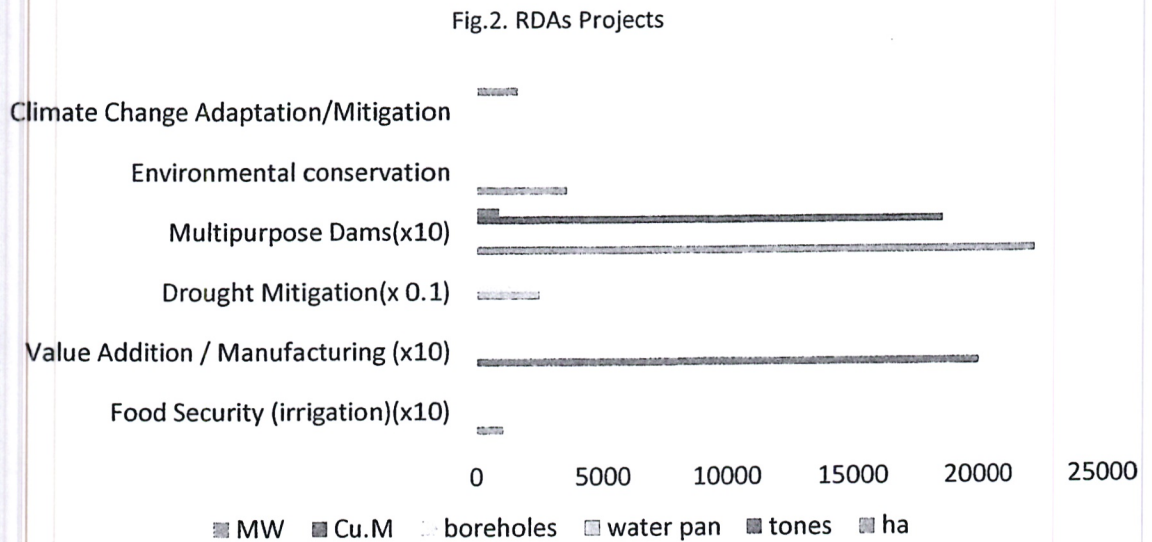 Fig.2. RDAs Projects
Climate Change Adaptation/Mitigation
Environmental conservation
Multipurpose Dams(x10)
Drought Mitigation(x 0.1)
Value Addition / Manufacturing (x10)
Food Security (irrigation)(x10)
0 5000 10000 15000 20000 25000
MW Cu.M boreholes water pan tones ha